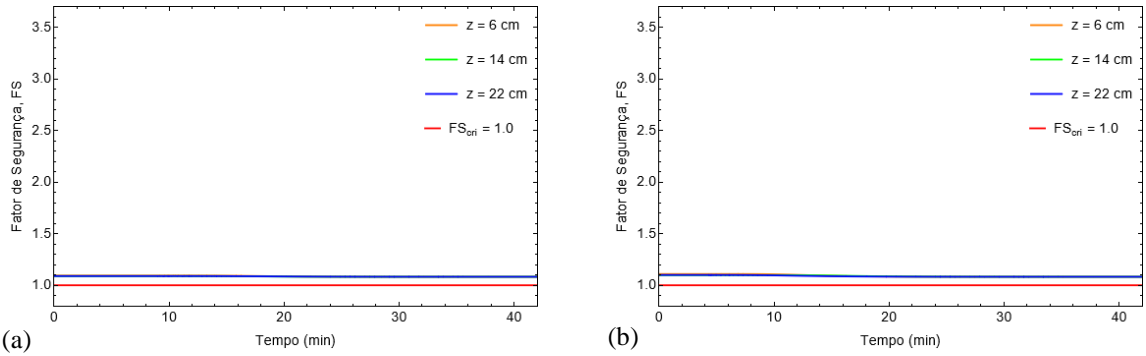 Fator de Segurança, FS
3.5
3.0
2.5
2.0
1.5
1.0
z = 6 cm
z = 14 cm
z = 22 cm
FScri = 1.0
0
10
20
30
40
Tempo (min)
(a)
Fator de Segurança, FS
3.5
3.0
2.5
2.0
1.5
1.0
z = 6 cm
z = 14 cm
z = 22 cm
FScri = 1.0
0
10
20
30
40
Tempo (min)
(b)